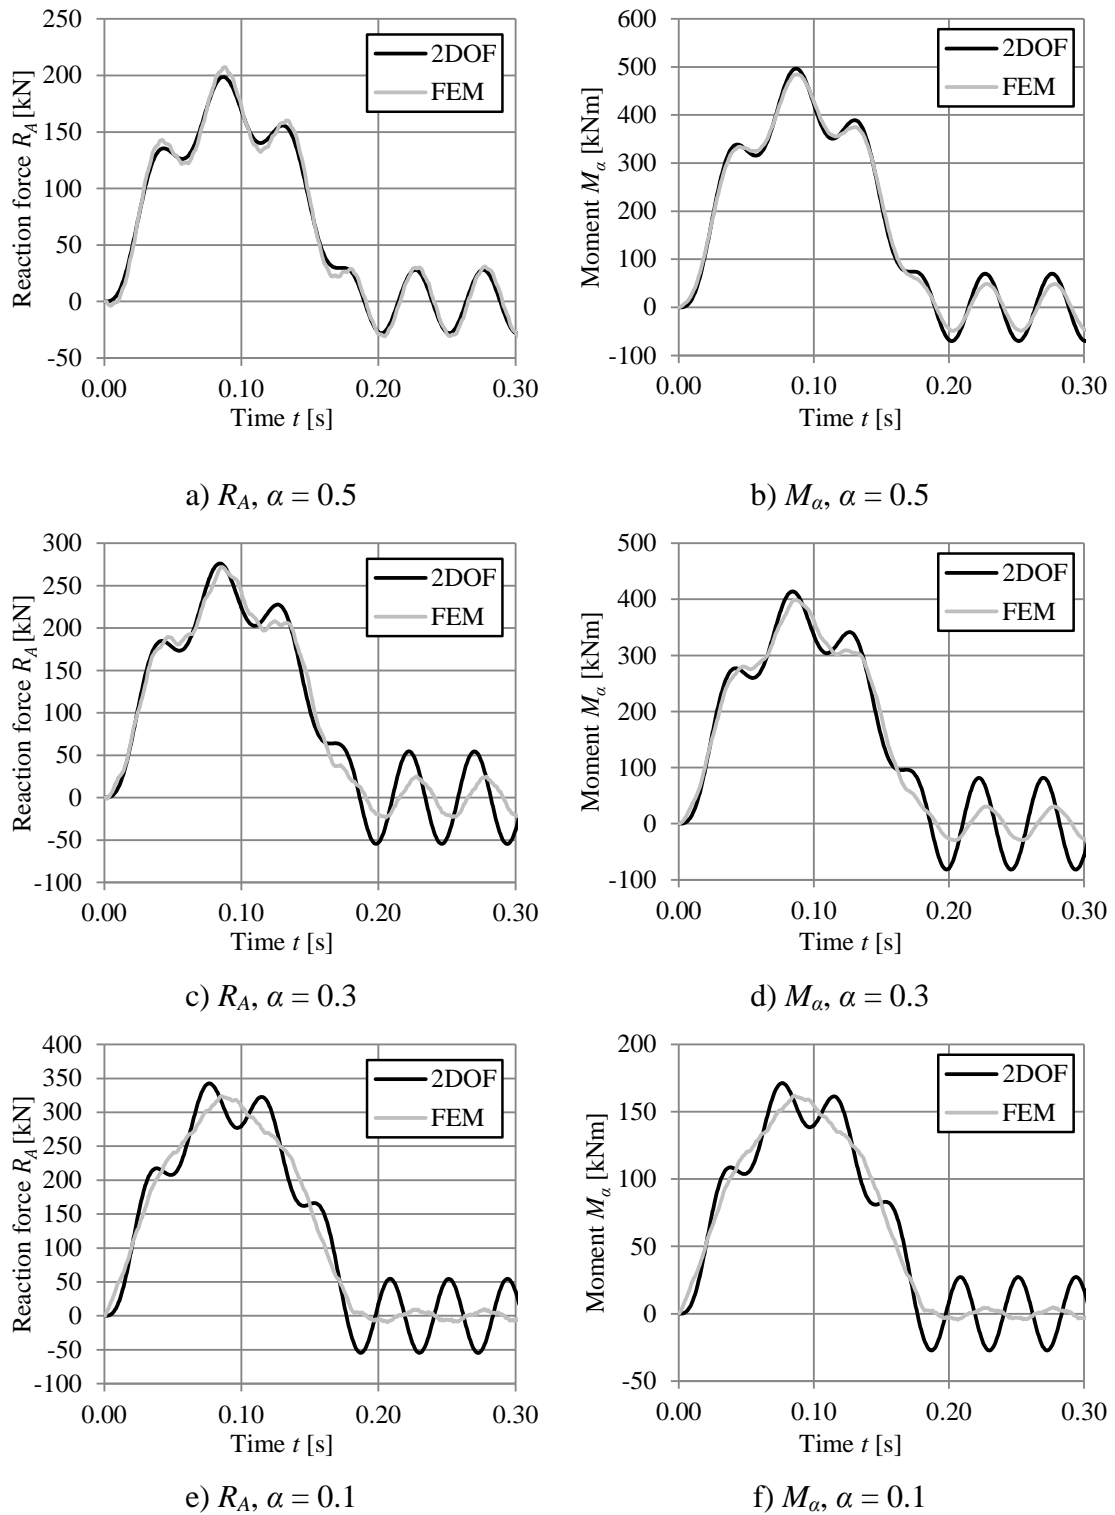 250
200
150
100
50
0
-50
0.00 0.10 0.20 0.30
Reaction force R_A [kN]
Time t [s]
2DOF
FEM
a) R_A, α = 0.5
600
500
400
300
200
100
0
-100
0.00 0.10 0.20 0.30
Moment M_α [kNm]
Time t [s]
2DOF
FEM
b) M_α, α = 0.5
300
250
200
150
100
50
0
-50
-100
0.00 0.10 0.20 0.30
Reaction force R_A [kN]
Time t [s]
2DOF
FEM
c) R_A, α = 0.3
500
400
300
200
100
0
-100
0.00 0.10 0.20 0.30
Moment M_α [kNm]
Time t [s]
2DOF
FEM
d) M_α, α = 0.3
400
350
300
250
200
150
100
50
0
-50
-100
0.00 0.10 0.20 0.30
Reaction force R_A [kN]
Time t [s]
2DOF
FEM
e) R_A, α = 0.1
200
150
100
50
0
-50
0.00 0.10 0.20 0.30
Moment M_α [kNm]
Time t [s]
2DOF
FEM
f) M_α, α = 0.1